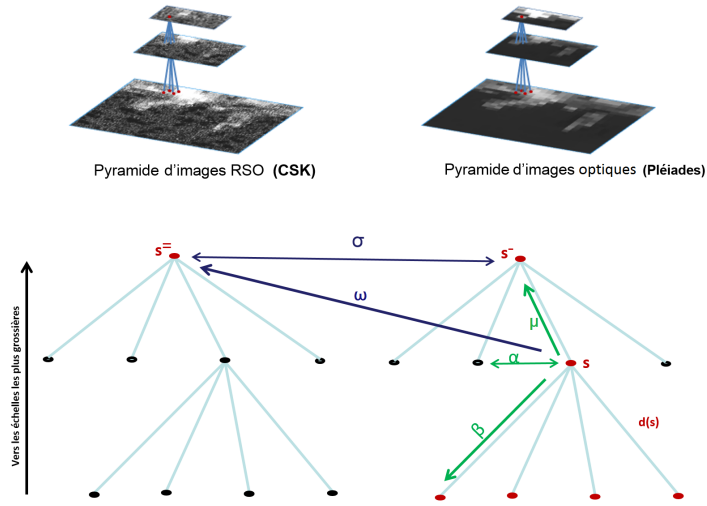 Pyramide d'images RSO (CSK)
Pyramide d'images optiques (Pléiades)
s=
σ
s-
ω
μ
α
s
β
d(s)
Vers les échelles les plus grossières